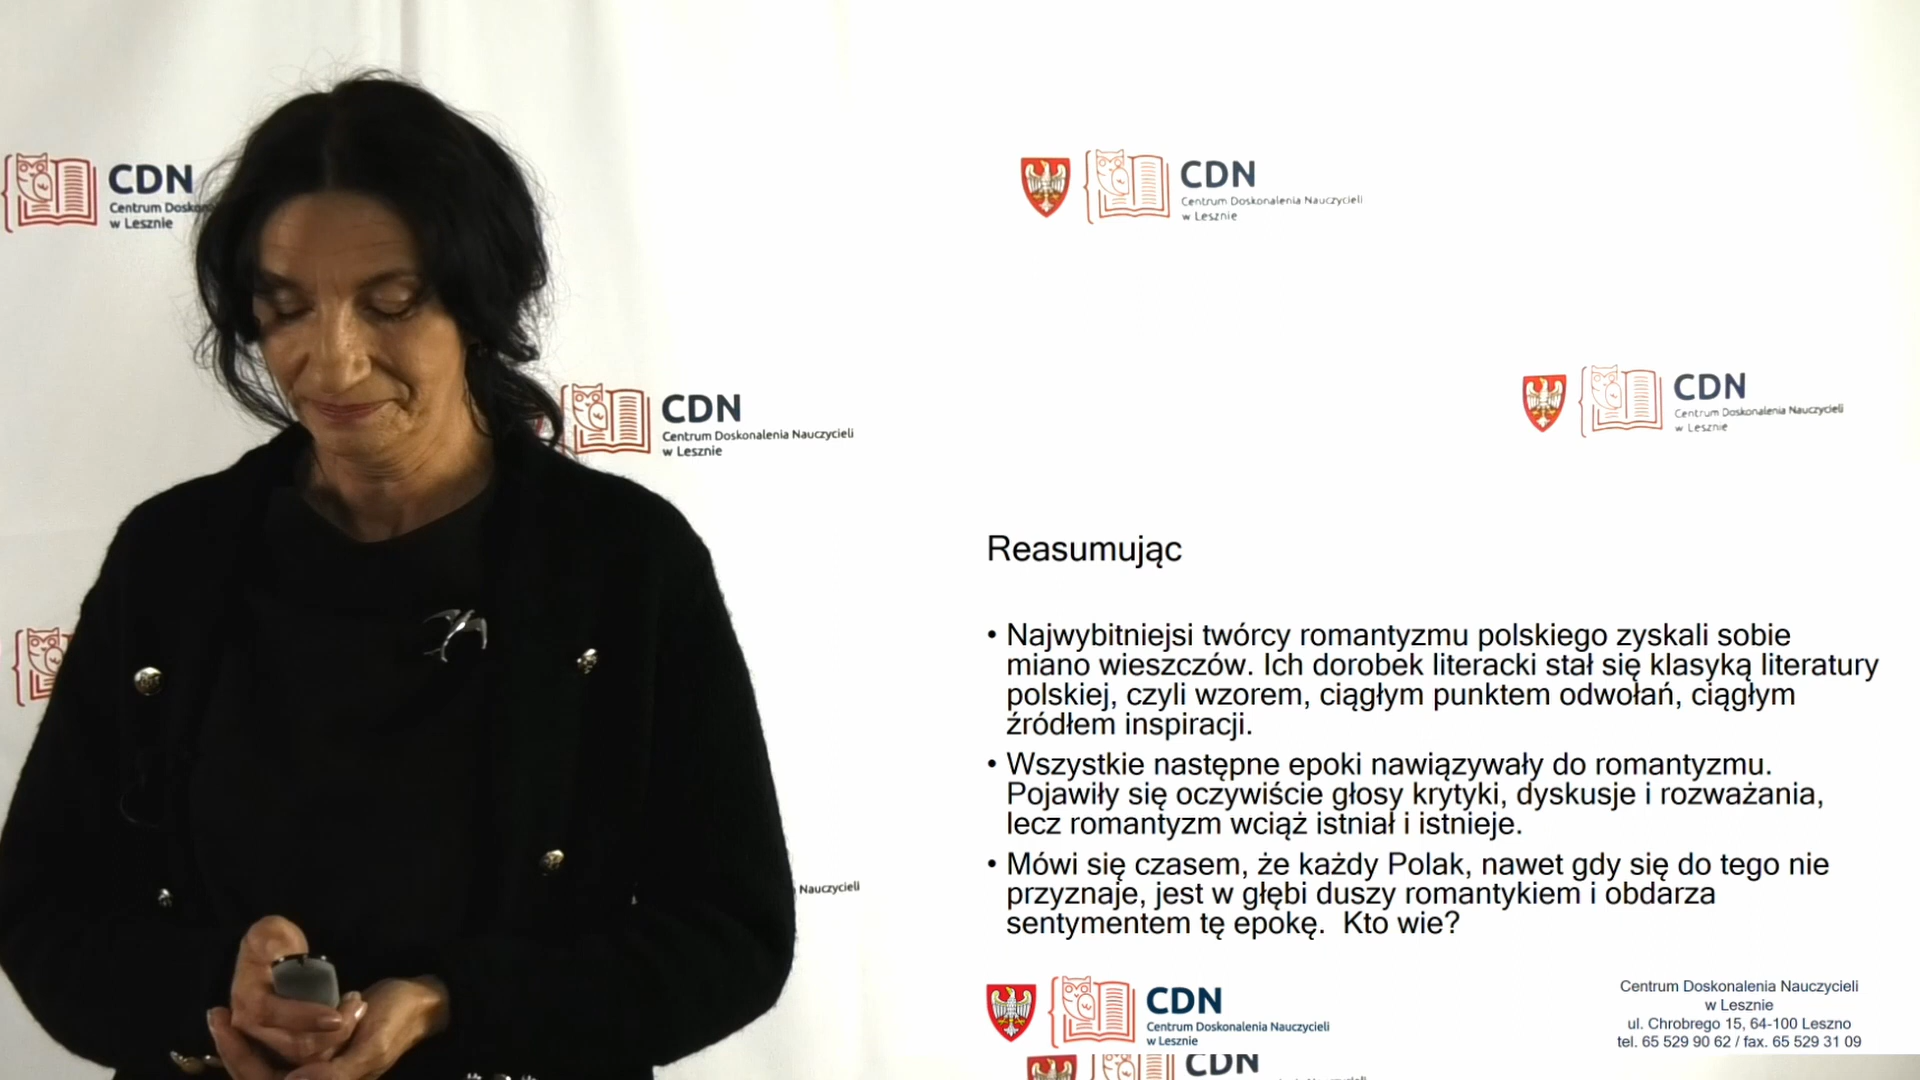 CDN
Centrum
w Lesznie
CDN
Centrum Doskonalenia Nauczycieli
w Lesznie
CDN
Centrum Doskonalenia Nauczycieli
w Lesznie
CDN
Centrum Doskonalenia Nauczycieli
w Lesznie
Nauczycieli
Reasumując
• Najwybitniejsi twórcy romantyzmu polskiego zyskali sobie
miano wieszczów. Ich dorobek literacki stał się klasyką literatury
polskiej, czyli wzorem, ciągłym punktem odwołań, ciągłym
źródłem inspiracji.
• Wszystkie następne epoki nawiązywały do romantyzmu.
Pojawiły się oczywiście głosy krytyki, dyskusje i rozważania,
lecz romantyzm wciąż istniał i istnieje.
• Mówi się czasem, że każdy Polak, nawet gdy się do tego nie
przyznaje, jest w głębi duszy romantykiem i obdarza
sentymentem tę epokę. Kto wie?
CDN
Centrum Doskonalenia Nauczycieli
w Lesznie
Centrum Doskonalenia Nauczycieli
w Lesznie
ul. Chrobrego 15, 64-100 Leszno
tel. 65 529 90 62 / fax. 65 529 31 09
CDN